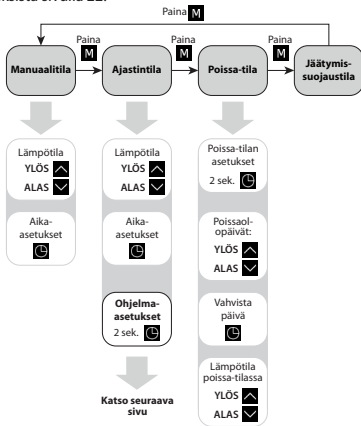 Paina M
Paina
M
Paina
M
Paina
M
Manuaalitila
Ajastintila
Poissa-tila
Jäätymis-
suojaustila
Lämpötila
YLÖS
ALAS
Aika-
asetukset
Lämpötila
YLÖS
ALAS
Aika-
asetukset
Ohjelma-
asetukset
2 sek.
Katso seuraava
sivu
Poissa-tilan
asetukset
2 sek.
Poissaol-
opäivät:
YLÖS
ALAS
Vahvista
päivä
Lämpötila
poissa-tilassa
YLÖS
ALAS